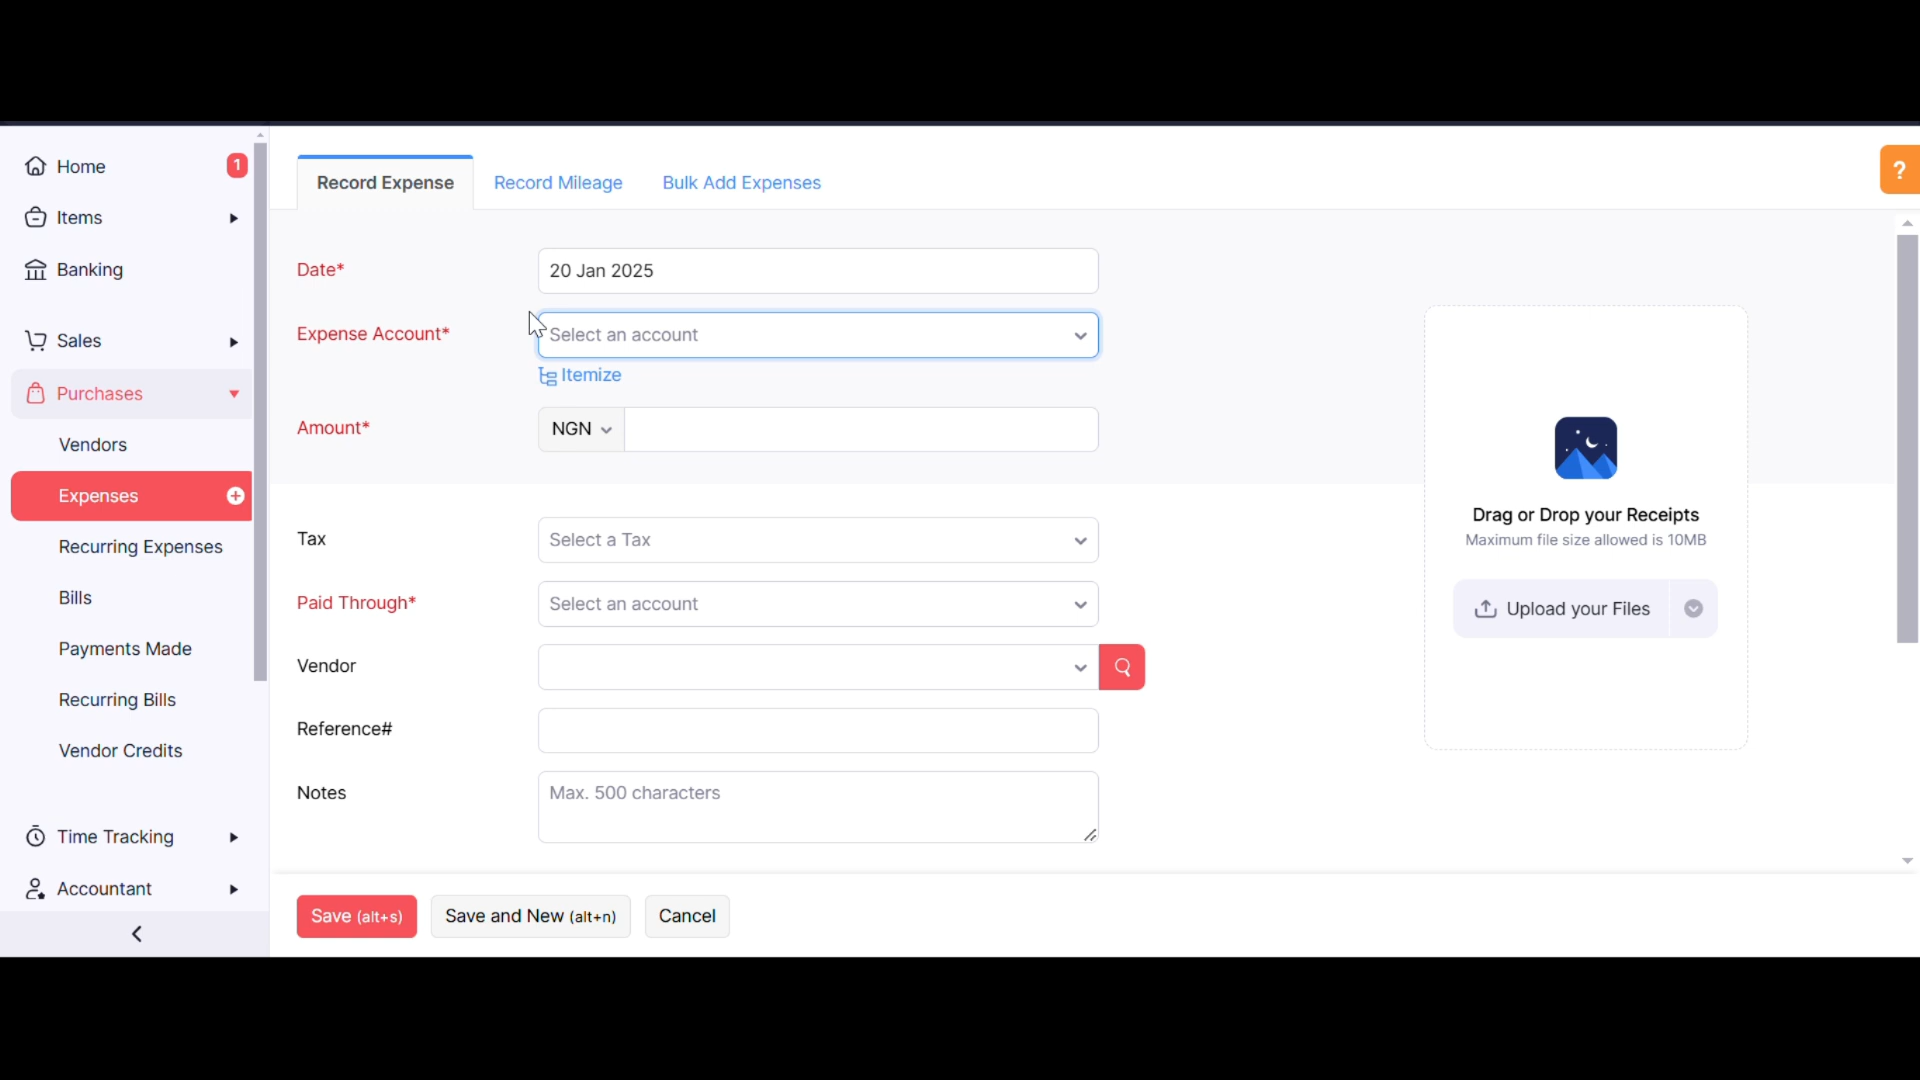 Home 1
Items
Banking
Sales
Purchases
Vendors
Expenses
Recurring Expenses
Bills
Payments Made
Recurring Bills
Vendor Credits
Time Tracking
Accountant
Record Expense Record Mileage Bulk Add Expenses
?
Date* 20 Jan 2025
Expense Account* Select an account
Itemize
Amount* NGN
Tax Select a Tax
Paid Through* Select an account
Vendor
Reference#
Notes Max. 500 characters
Drag or Drop your Receipts
Maximum file size allowed is 10MB
Upload your Files
Save (alt+s) Save and New (alt+n) Cancel